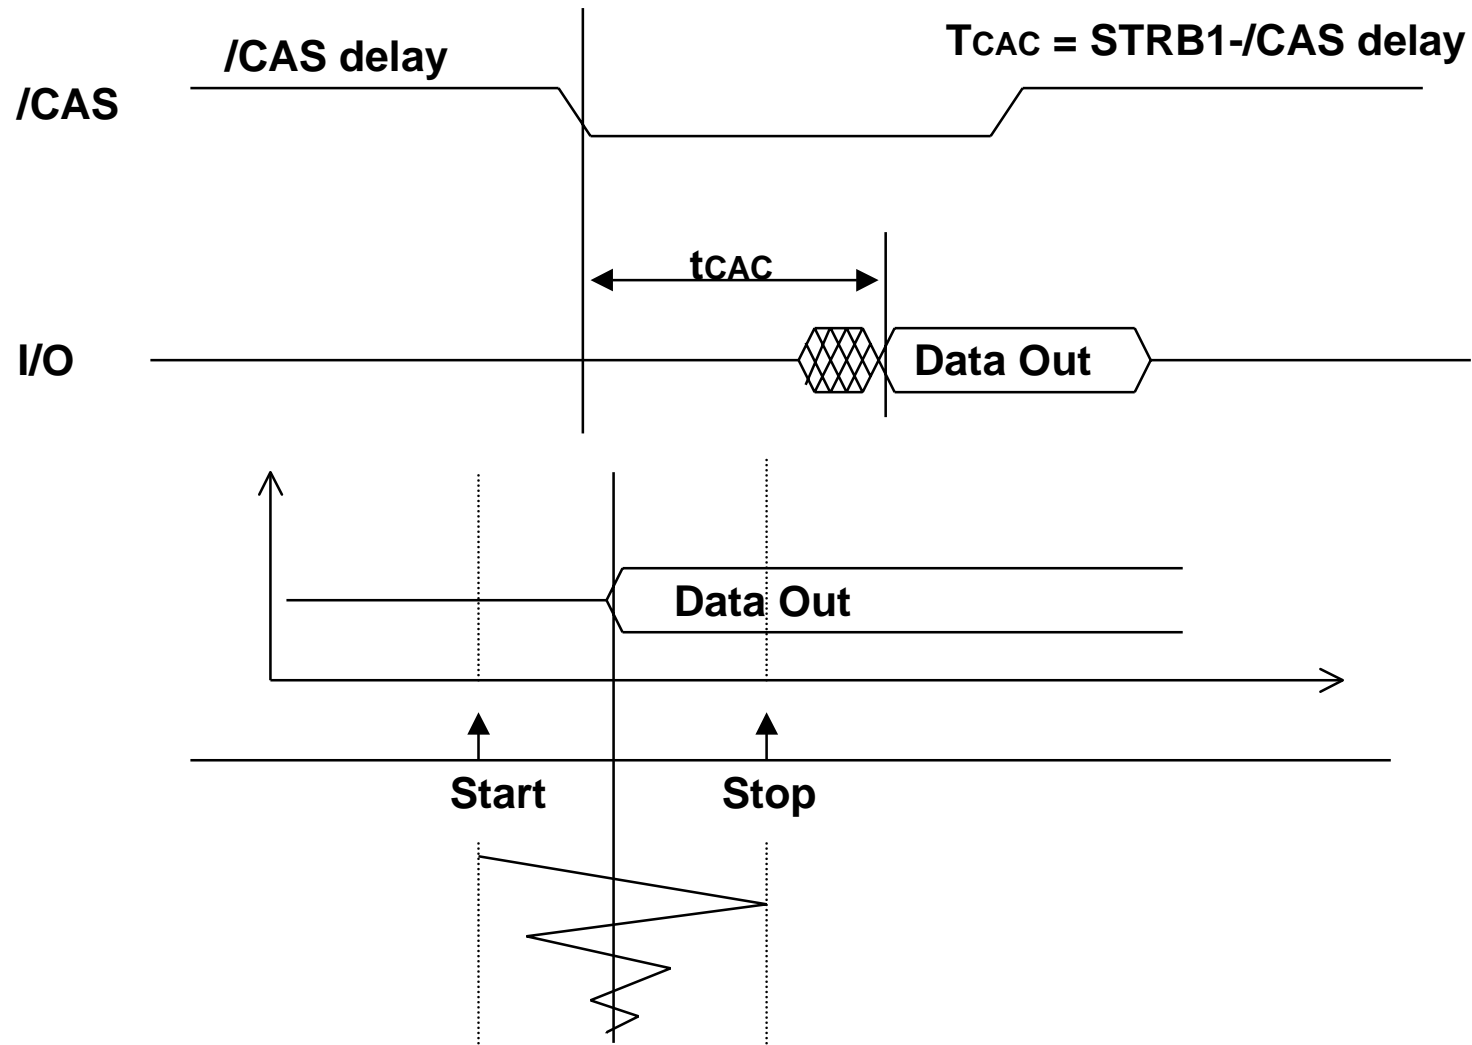 TCAC = STRB1-/CAS delay
/CAS delay
/CAS
tCAC
I/O
Data Out
Data Out
Start
Stop